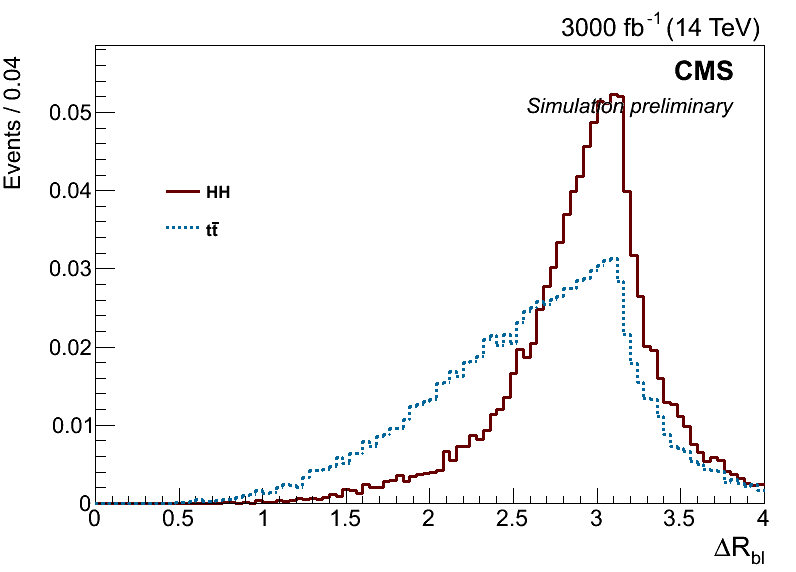 3000 fb⁻¹ (14 TeV)
Events / 0.04
CMS
Simulation preliminary
0.05
0.04
0.03
0.02
0.01
0
HH
tt̄
0 0.5 1 1.5 2 2.5 3 3.5 4
ΔR_bl